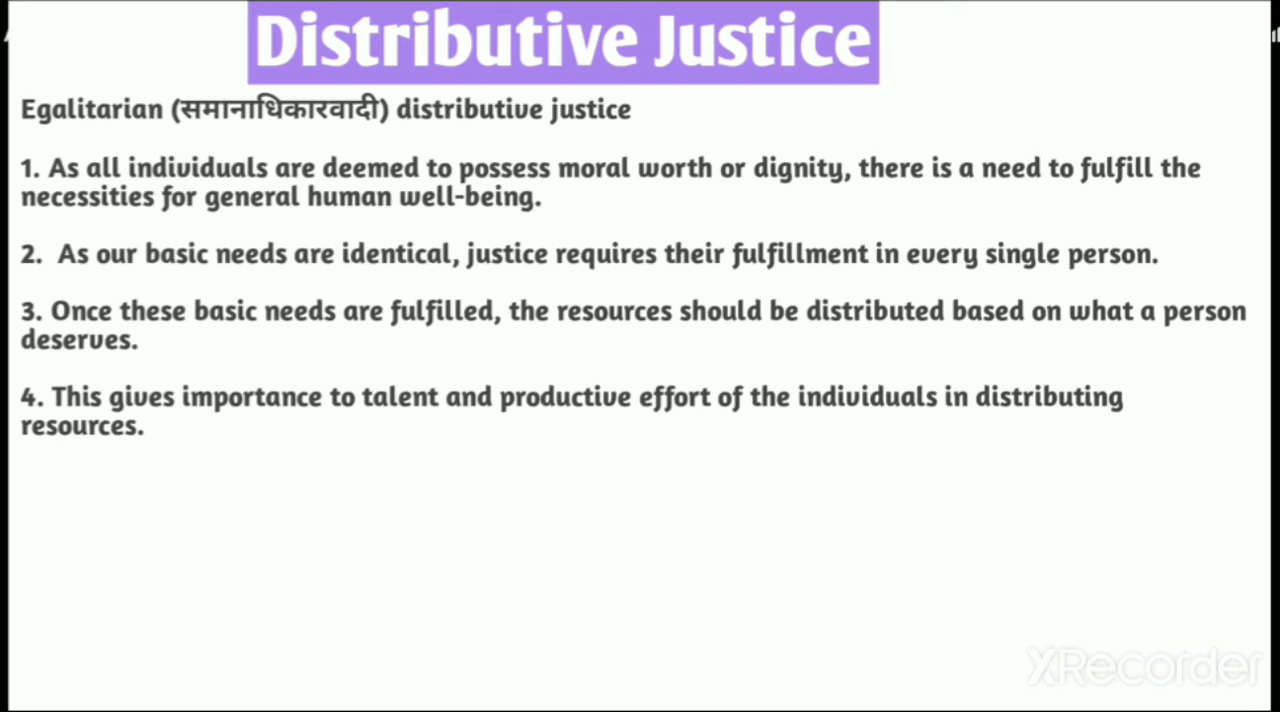 Distributive Justice
Egalitarian (समानाधिकारवादी) distributive justice
1. As all individuals are deemed to possess moral worth or dignity, there is a need to fulfill the
necessities for general human well-being.
2.  As our basic needs are identical, justice requires their fulfillment in every single person.
3. Once these basic needs are fulfilled, the resources should be distributed based on what a person
deserves.
4. This gives importance to talent and productive effort of the individuals in distributing
resources.
XRecorder